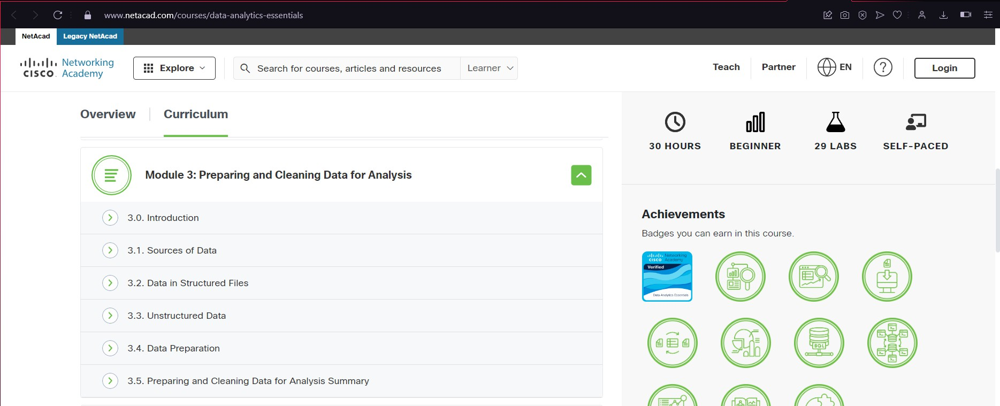 www.netacad.com/courses/data-analytics-essentials
NetAcad
Legacy NetAcad
CISCO Networking Academy
Explore
Search for courses, articles and resources
Learner
Teach
Partner
EN
?
Login
Overview
Curriculum
Module 3: Preparing and Cleaning Data for Analysis
3.0. Introduction
3.1. Sources of Data
3.2. Data in Structured Files
3.3. Unstructured Data
3.4. Data Preparation
3.5. Preparing and Cleaning Data for Analysis Summary
30 HOURS
BEGINNER
29 LABS
SELF-PACED
Achievements
Badges you can earn in this course.
CISCO Networking Academy
Verified
Data Analytics Essentials
SQL